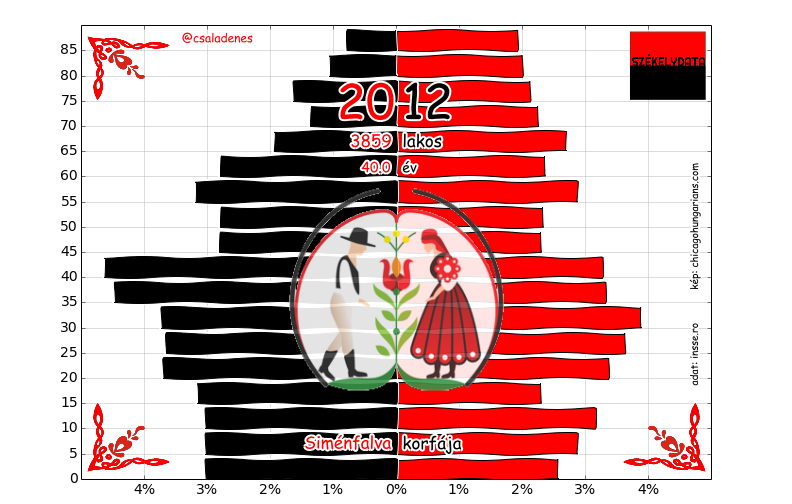 @csaladenes
SZÉKELYDATA
2012
3859 lakos
40.0 év
kép: chicagohungarians.com
adat: insse.ro
Siménfalva korfája
85
80
75
70
65
60
55
50
45
40
35
30
25
20
15
10
5
0
4% 3% 2% 1% 0% 1% 2% 3% 4%